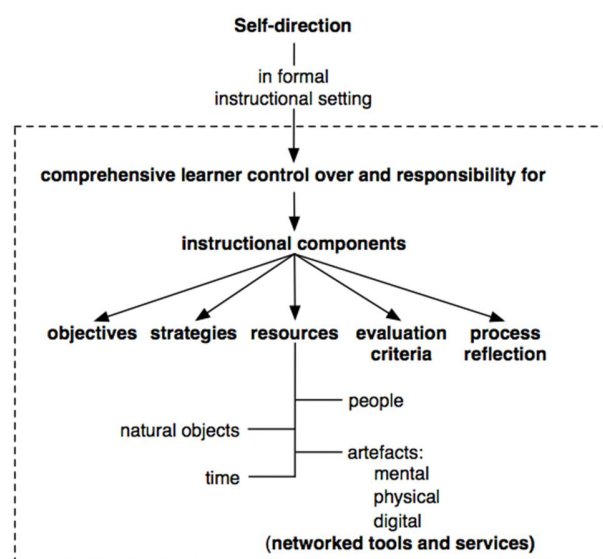 Self-direction
in formal
instructional setting
comprehensive learner control over and responsibility for
instructional components
objectives strategies resources evaluation criteria process reflection
people
natural objects
artefacts:
time
mental
physical
digital
(networked tools and services)